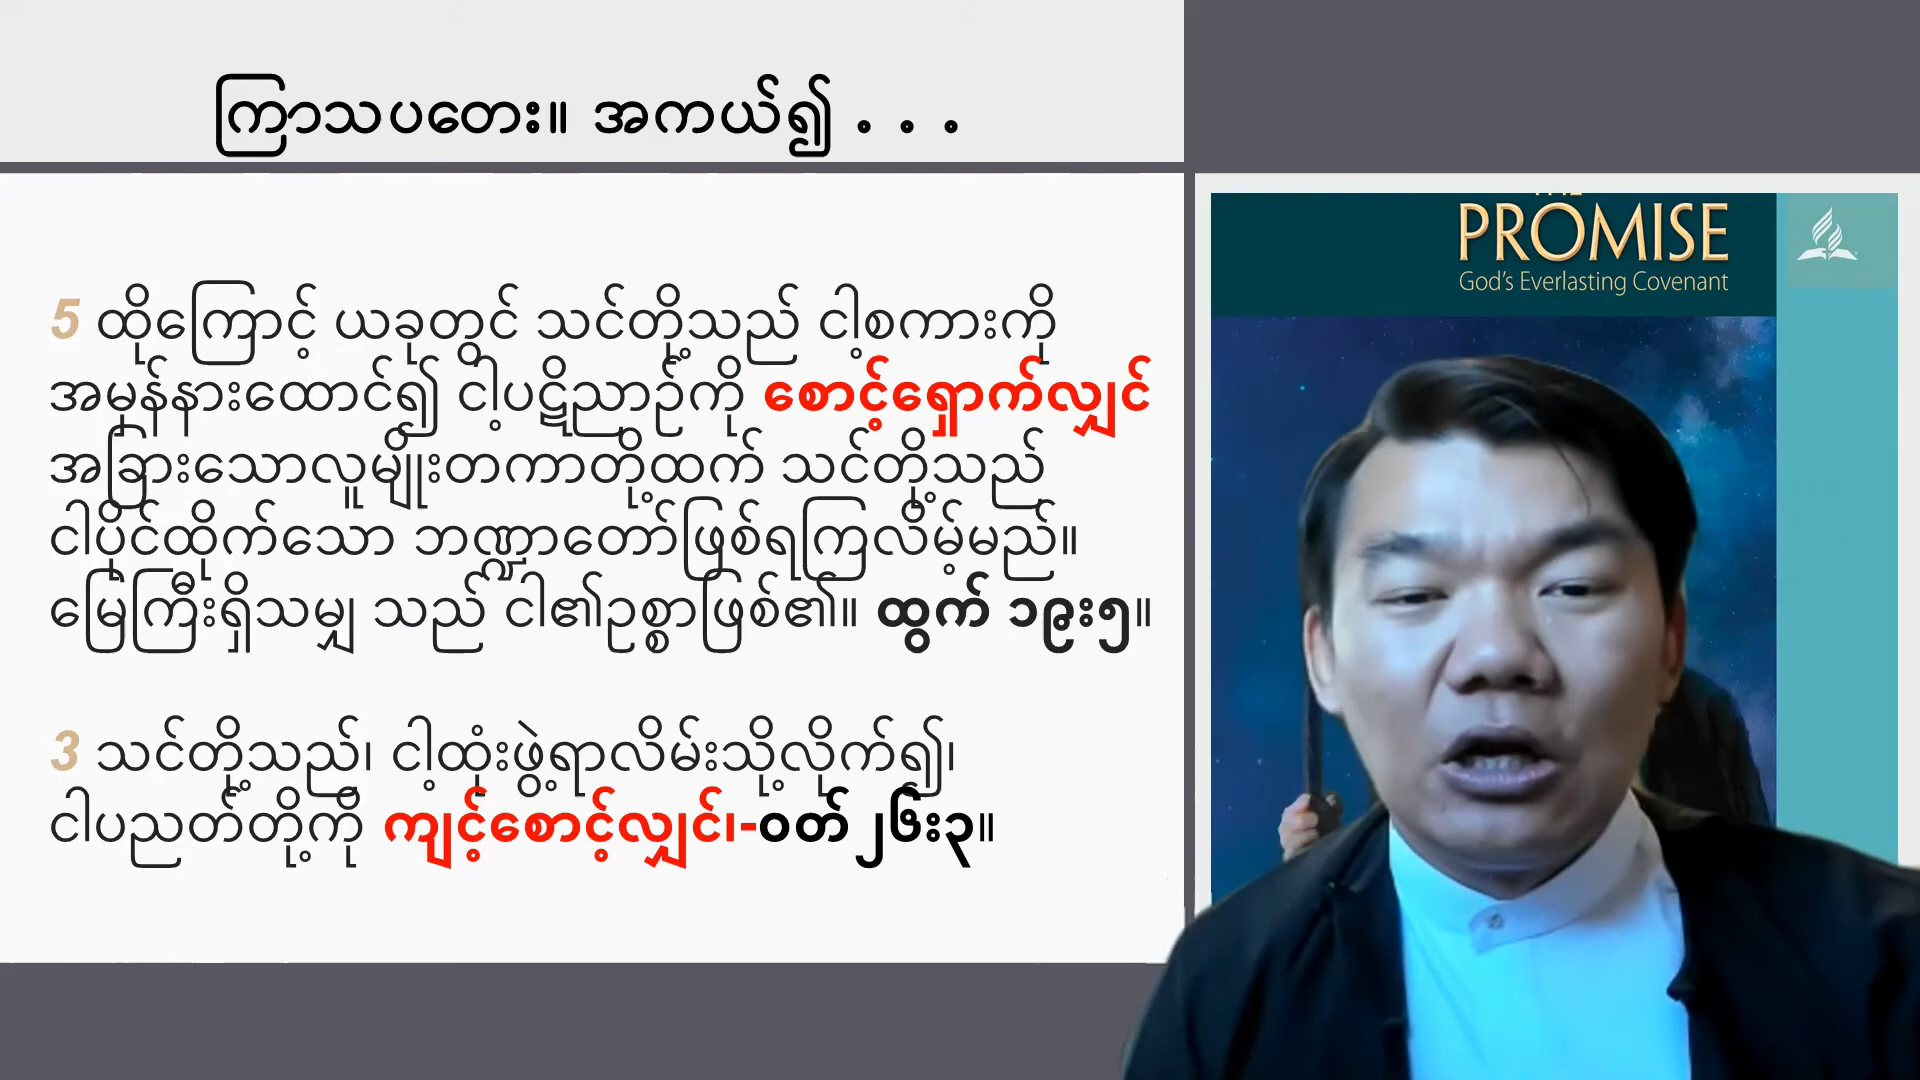 ကြာသပတေး။ အကယ်၍ . . .
5 ထို့ကြောင့် ယခုတွင် သင်တို့သည် ငါ့စကားကို
အမှန်နားထောင်၍ ငါ့ပဋိညာဉ်ကို စောင့်ရှောက်လျှင်
အခြားသောလူမျိုးတကာတို့ထက် သင်တို့သည်
ငါပိုင်ထိုက်သော ဘဏ္ဍာတော်ဖြစ်ရကြလိမ့်မည်။
မြေကြီးရှိသမျှ သည် ငါ၏ဥစ္စာဖြစ်၏။ ထွက် ၁၉း၅။
3 သင်တို့သည်၊ ငါ့ထုံးဖွဲ့ရာလိမ်းသို့လိုက်၍၊
ငါပညတ်တို့ကို ကျင့်စောင့်လျှင်၊-ဝတ်၂၆း၃။
PROMISE
God's Everlasting Covenant